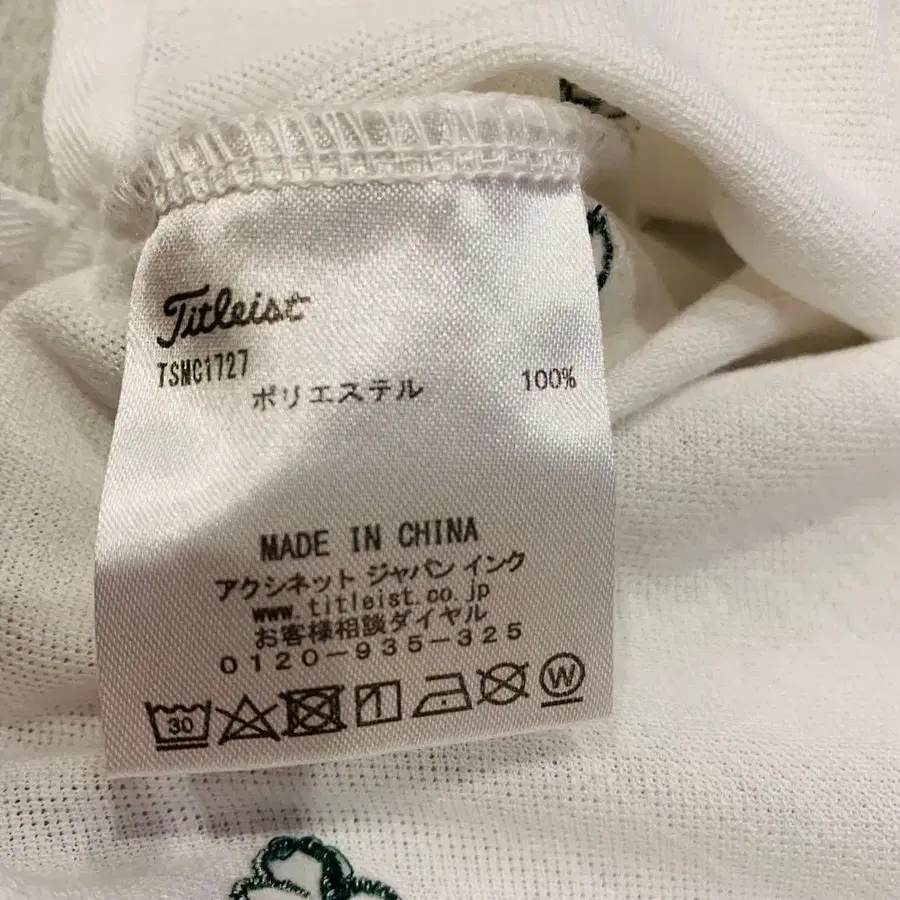 Titleist
TSMC1727
ポリエステル 100%
MADE IN CHINA
アクシネット ジャパン インク
www.titleist.co.jp
お客様相談ダイヤル
0120-935-325
30
W